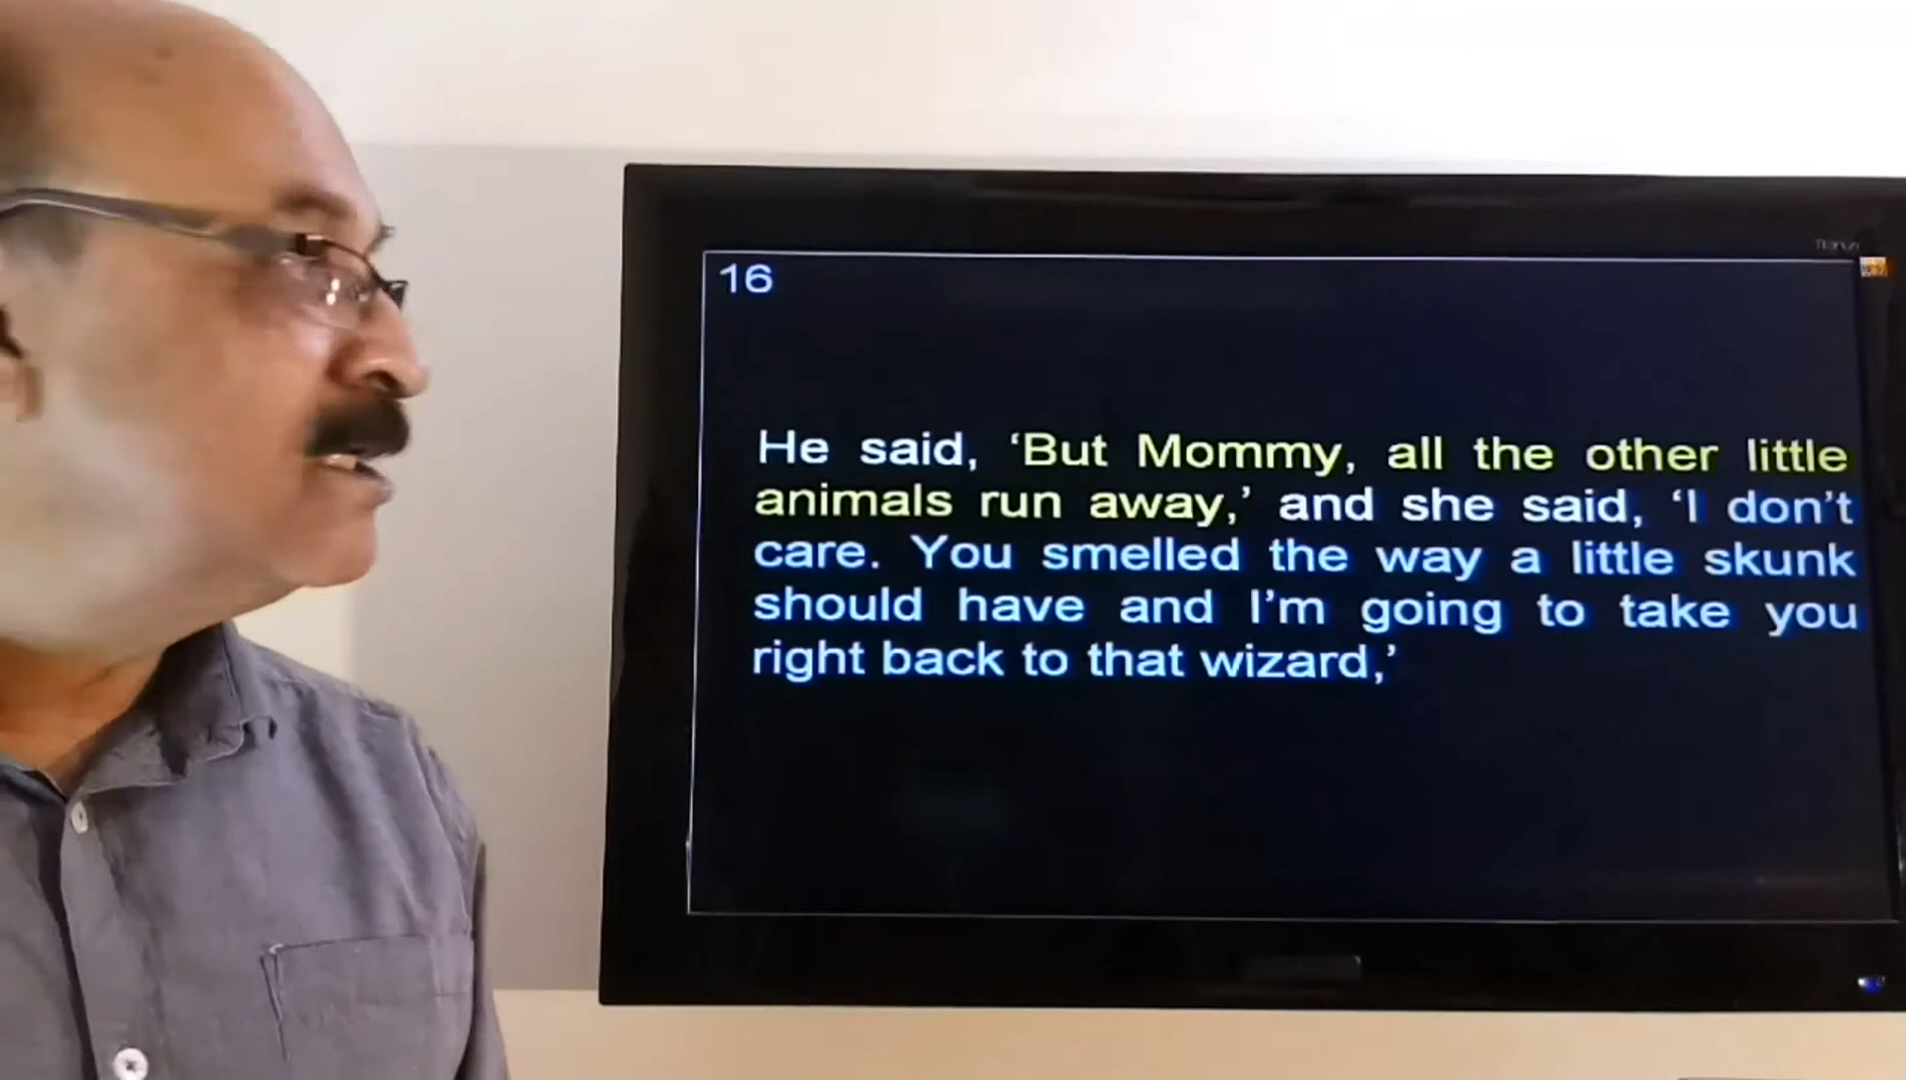 16
He said, ‘But Mommy, all the other little
animals run away,’ and she said, ‘I don’t
care. You smelled the way a little skunk
should have and I’m going to take you
right back to that wizard,’